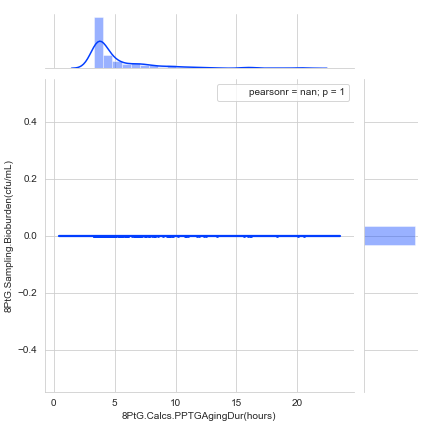 pearsonr = nan; p = 1
0.4
0.2
0.0
−0.2
−0.4
8PtG.Sampling.Bioburden(cfu/mL)
0 5 10 15 20
8PtG.Calcs.PPTGAgingDur(hours)